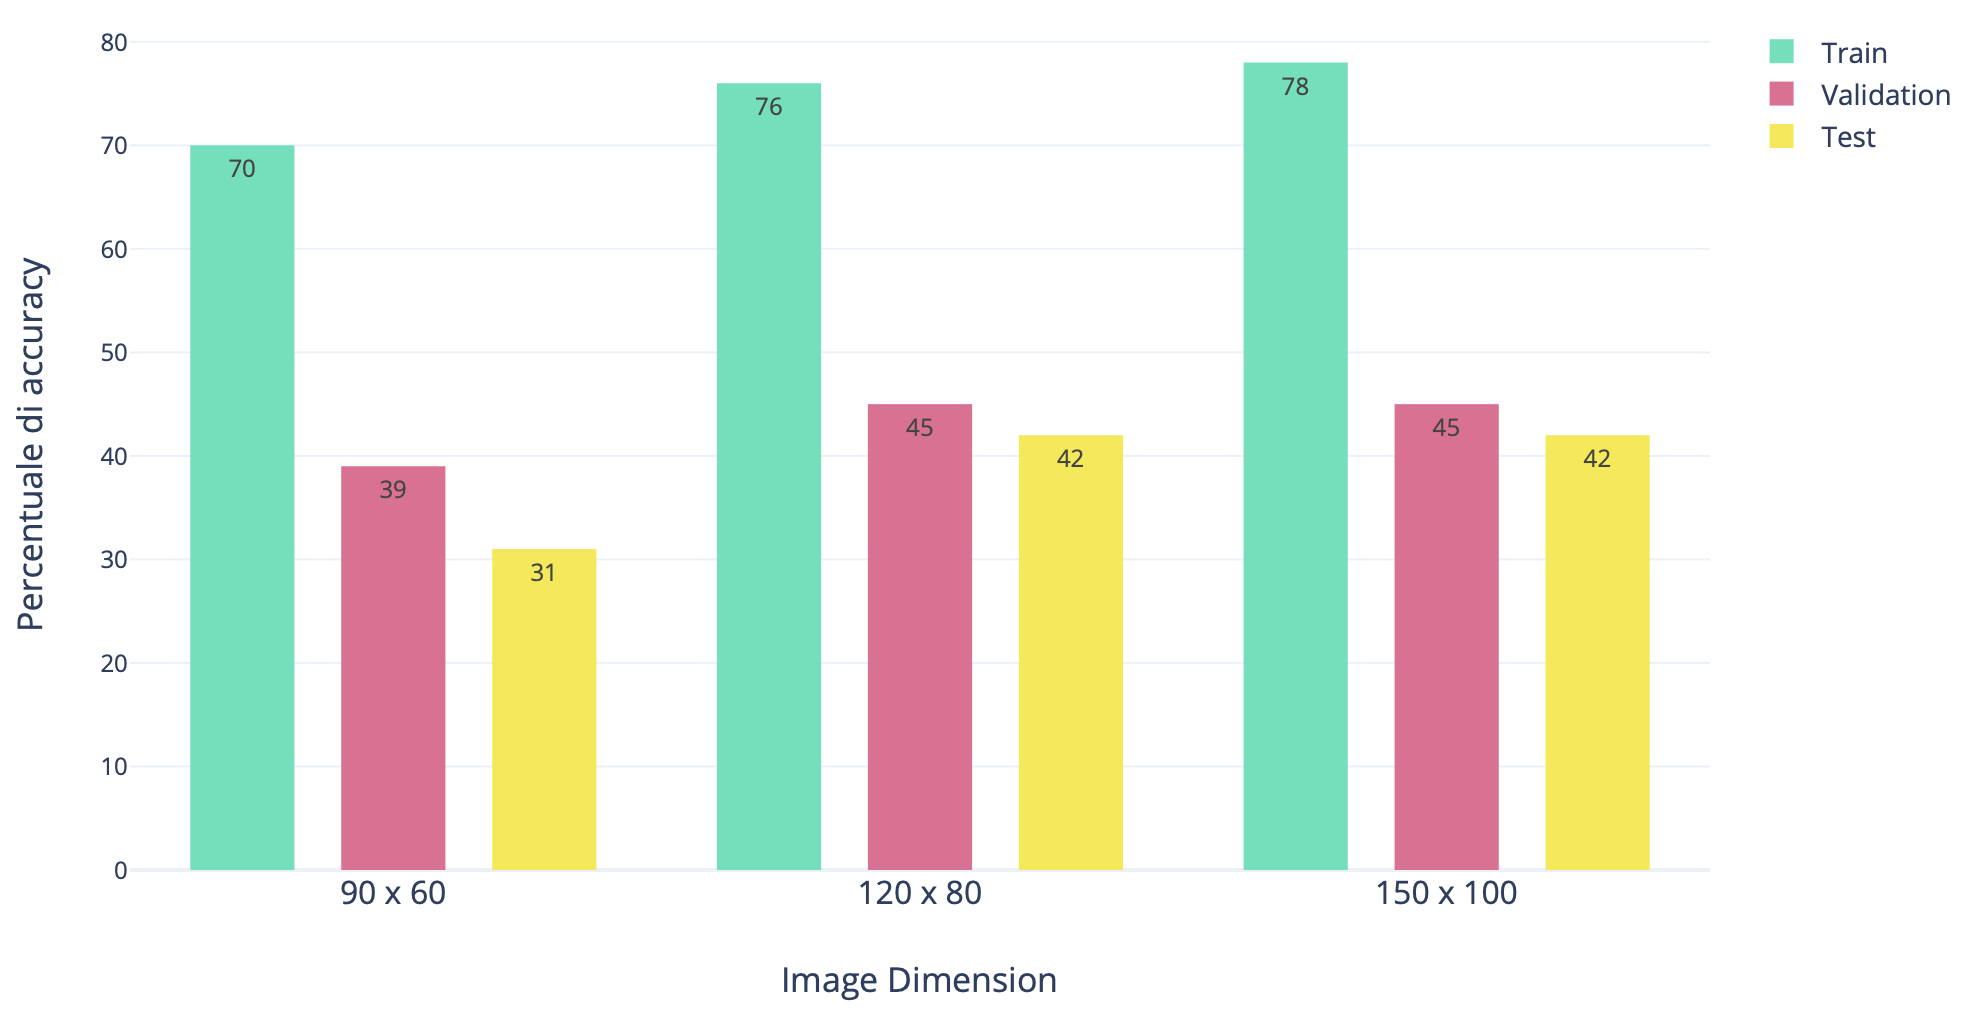 80
70
60
50
40
30
20
10
0
Percentuale di accuracy
70
39
31
76
45
42
78
45
42
90 x 60
120 x 80
150 x 100
Image Dimension
Train
Validation
Test